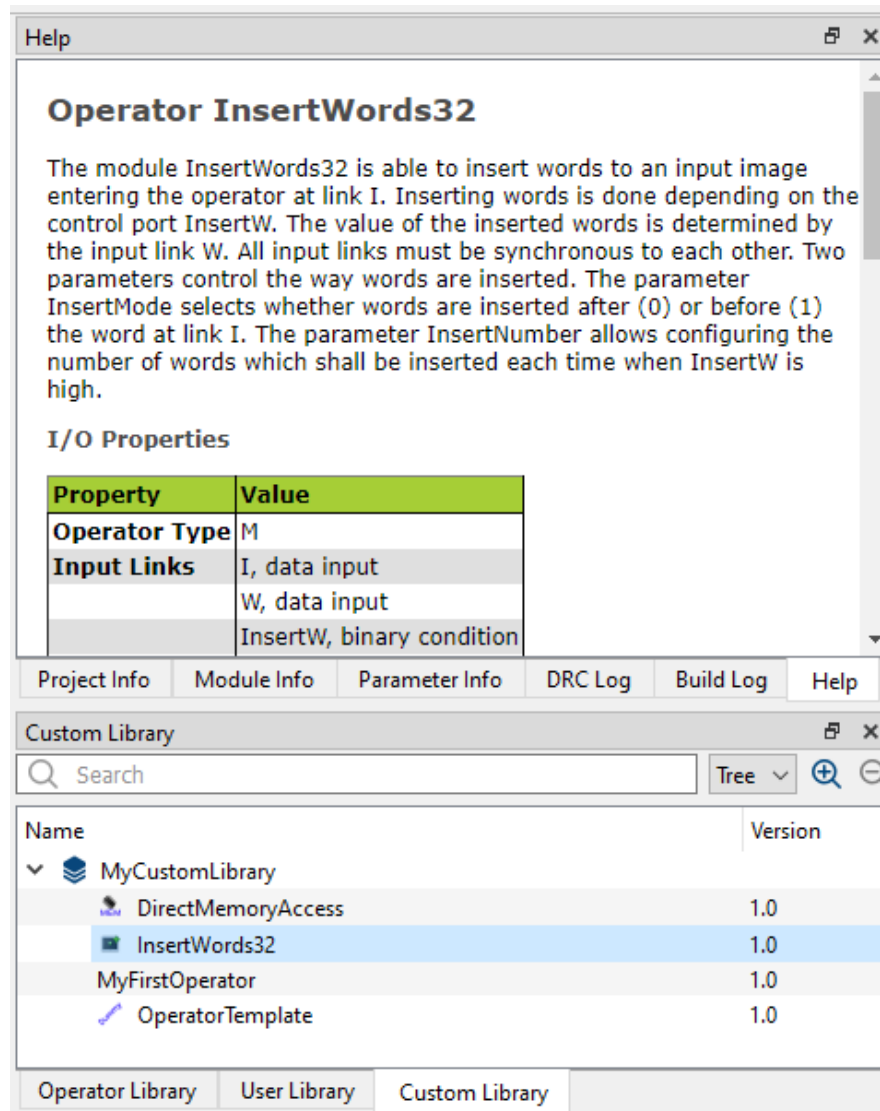 Help
Operator InsertWords32
The module InsertWords32 is able to insert words to an input image
entering the operator at link I. Inserting words is done depending on the
control port InsertW. The value of the inserted words is determined by
the input link W. All input links must be synchronous to each other. Two
parameters control the way words are inserted. The parameter
InsertMode selects whether words are inserted after (0) or before (1)
the word at link I. The parameter InsertNumber allows configuring the
number of words which shall be inserted each time when InsertW is
high.
I/O Properties
Property Value
Operator Type M
Input Links I, data input
W, data input
InsertW, binary condition
Project Info Module Info Parameter Info DRC Log Build Log Help
Custom Library
Search Tree
Name Version
MyCustomLibrary
DirectMemoryAccess 1.0
InsertWords32 1.0
MyFirstOperator 1.0
OperatorTemplate 1.0
Operator Library User Library Custom Library